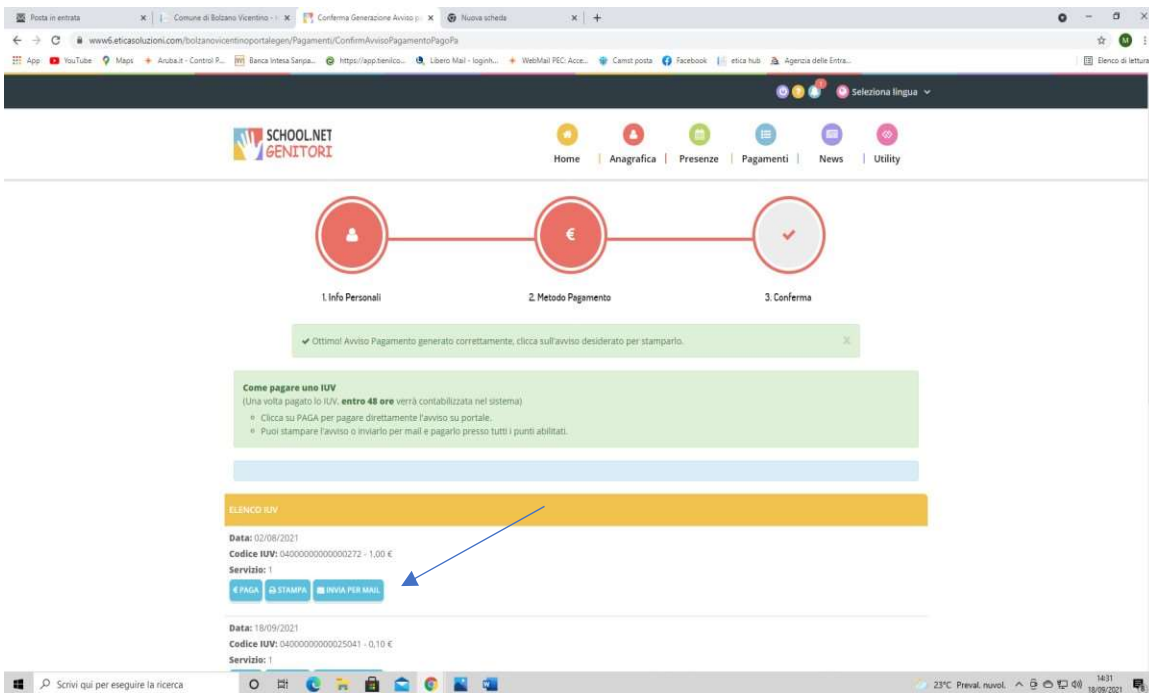 Posta in entrata
Comune di Bolzano Vicentino -
Conferma Generazione Avviso p
Nuova scheda
www6.eticasoluzioni.com/bolzanovicentinoportalegen/Pagamenti/ConfirmAvvisoPagamentoPagoPa
M
App YouTube Maps Aruba.it - Control P... Banca Intesa Sanpa... https://app.tienilco... Libero Mail - loginh... WebMail PEC: Acce... Camst posta Facebook etica hub Agenzia delle Entra... Elenco di lettura
Seleziona lingua
SCHOOL.NET
GENITORI
Home | Anagrafica | Presenze | Pagamenti | News | Utility
€
1. Info Personali 2. Metodo Pagamento 3. Conferma
Ottimo! Avviso Pagamento generato correttamente, clicca sull'avviso desiderato per stamparlo. X
Come pagare uno IUV
(Una volta pagato lo IUV, entro 48 ore verrà contabilizzata nel sistema)
Clicca su PAGA per pagare direttamente l'avviso su portale.
Puoi stampare l'avviso o inviarlo per mail e pagarlo presso tutti i punti abilitati.
ELENCO IUV
Data: 02/08/2021
Codice IUV: 04000000000000272 - 1,00 €
Servizio: 1
€ PAGA STAMPA INVIA PER MAIL
Data: 18/09/2021
Codice IUV: 04000000000025041 - 0,10 €
Servizio: 1
Scrivi qui per eseguire la ricerca
23°C Preval. nuvol.
14:31
18/09/2021